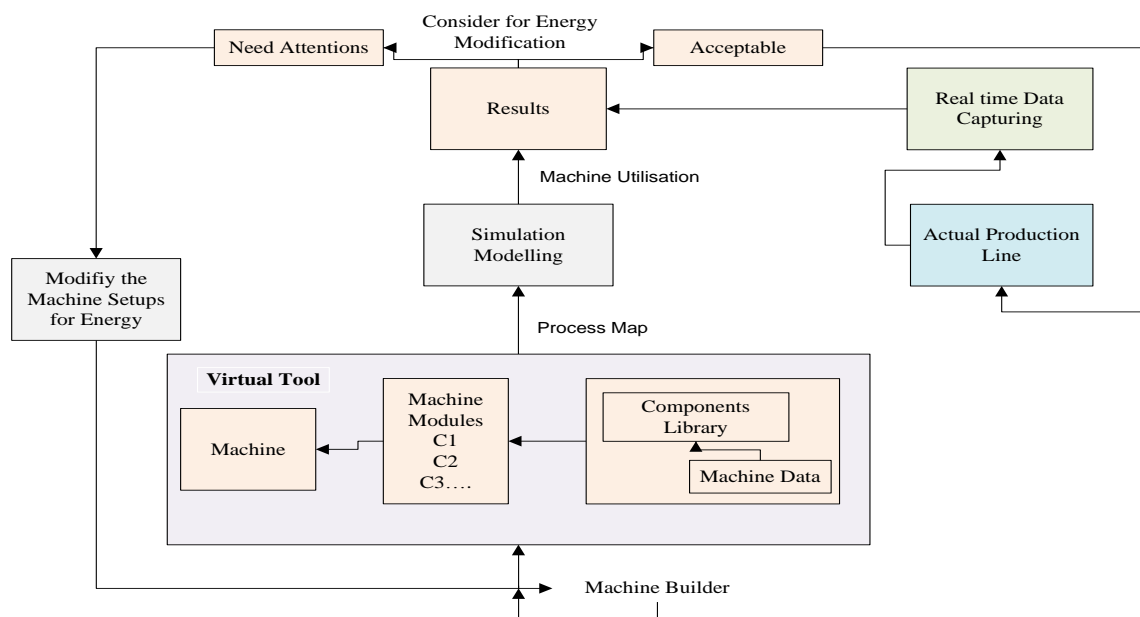 Consider for Energy
Modification
Need Attentions
Acceptable
Results
Real time Data
Capturing
Machine Utilisation
Simulation
Modelling
Actual Production
Line
Modifiy the
Machine Setups
for Energy
Process Map
Virtual Tool
Machine
Machine
Modules
C1
C2
C3….
Components
Library
Machine Data
Machine Builder